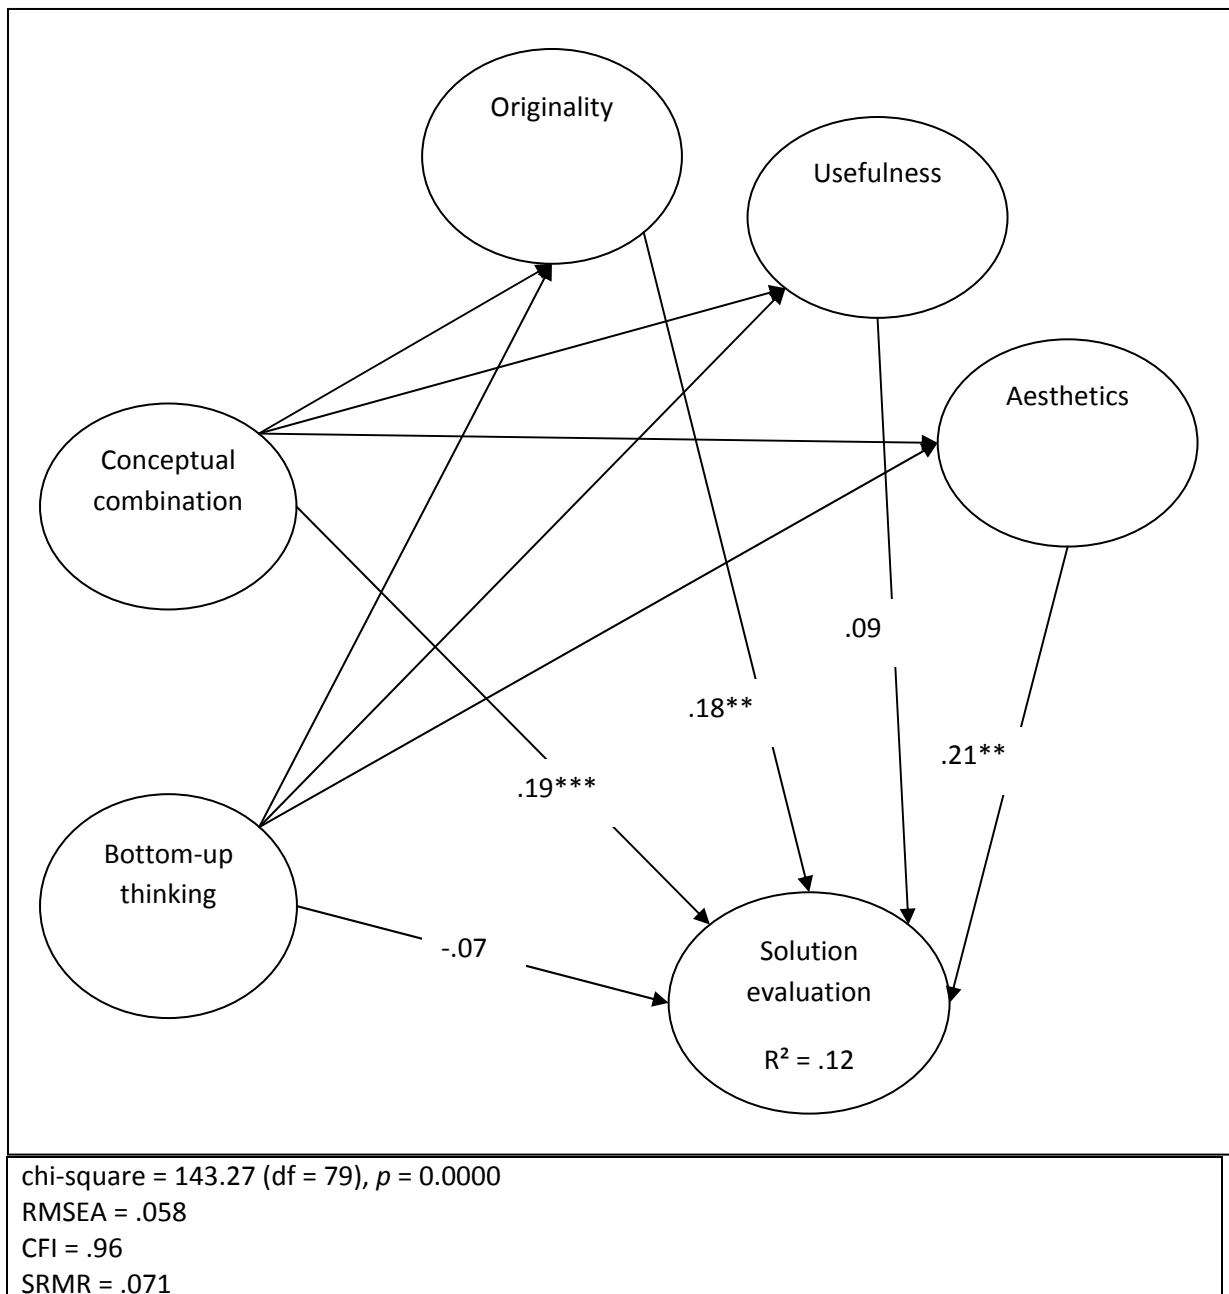 Originality
Usefulness
Aesthetics
Conceptual
combination
.09
.18**
.21**
.19***
Bottom-up
thinking
-.07
Solution
evaluation
R² = .12
chi-square = 143.27 (df = 79), p = 0.0000
RMSEA = .058
CFI = .96
SRMR = .071